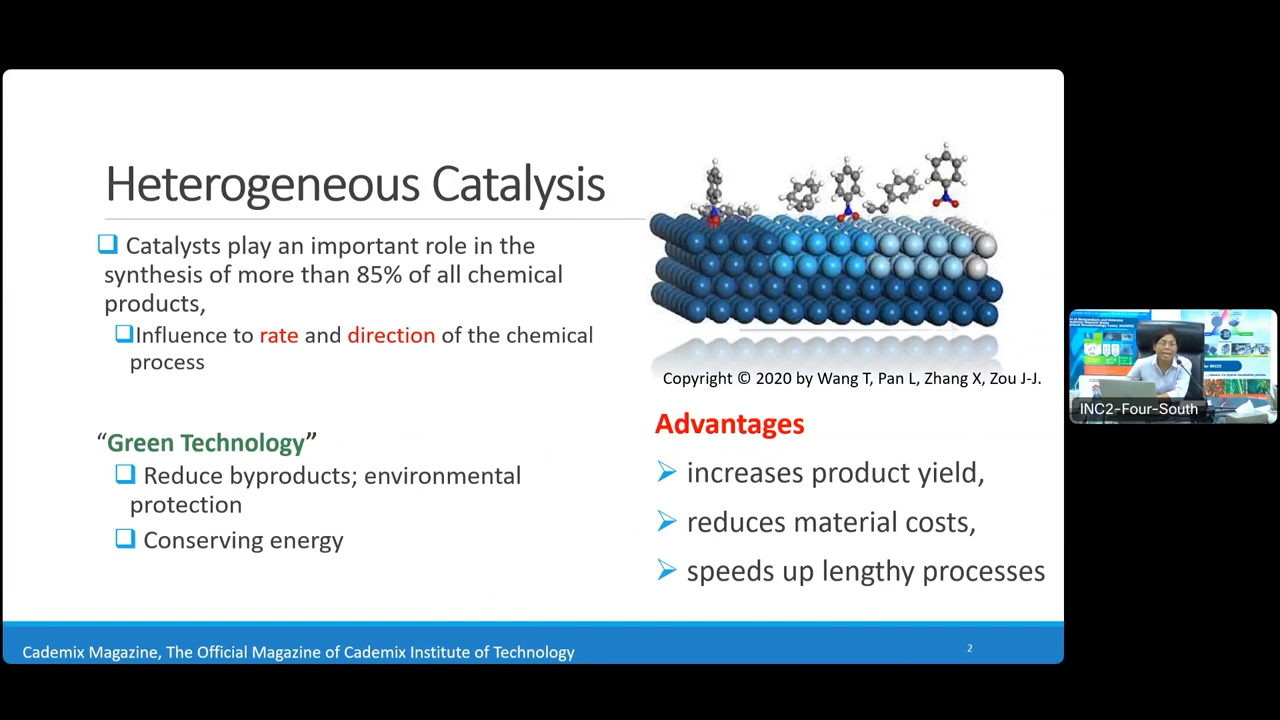 Heterogeneous Catalysis
Catalysts play an important role in the
synthesis of more than 85% of all chemical
products,
Influence to rate and direction of the chemical
process
“Green Technology”
Reduce byproducts; environmental
protection
Conserving energy
Copyright © 2020 by Wang T, Pan L, Zhang X, Zou J-J.
Advantages
increases product yield,
reduces material costs,
speeds up lengthy processes
Cademix Magazine, The Official Magazine of Cademix Institute of Technology
2
INC2-Four-South